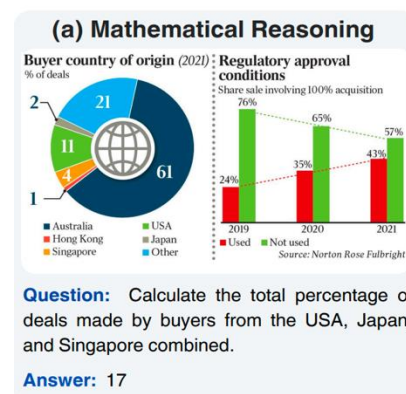 (a) Mathematical Reasoning
Buyer country of origin (2021)
% of deals
2
21
11
4
61
1
Australia
USA
Hong Kong
Japan
Singapore
Other
Regulatory approval
conditions
Share sale involving 100% acquisition
76%
65%
57%
43%
35%
24%
2019
2020
2021
Used
Not used
Source: Norton Rose Fulbright
Question: Calculate the total percentage o
deals made by buyers from the USA, Japan
and Singapore combined.
Answer: 17